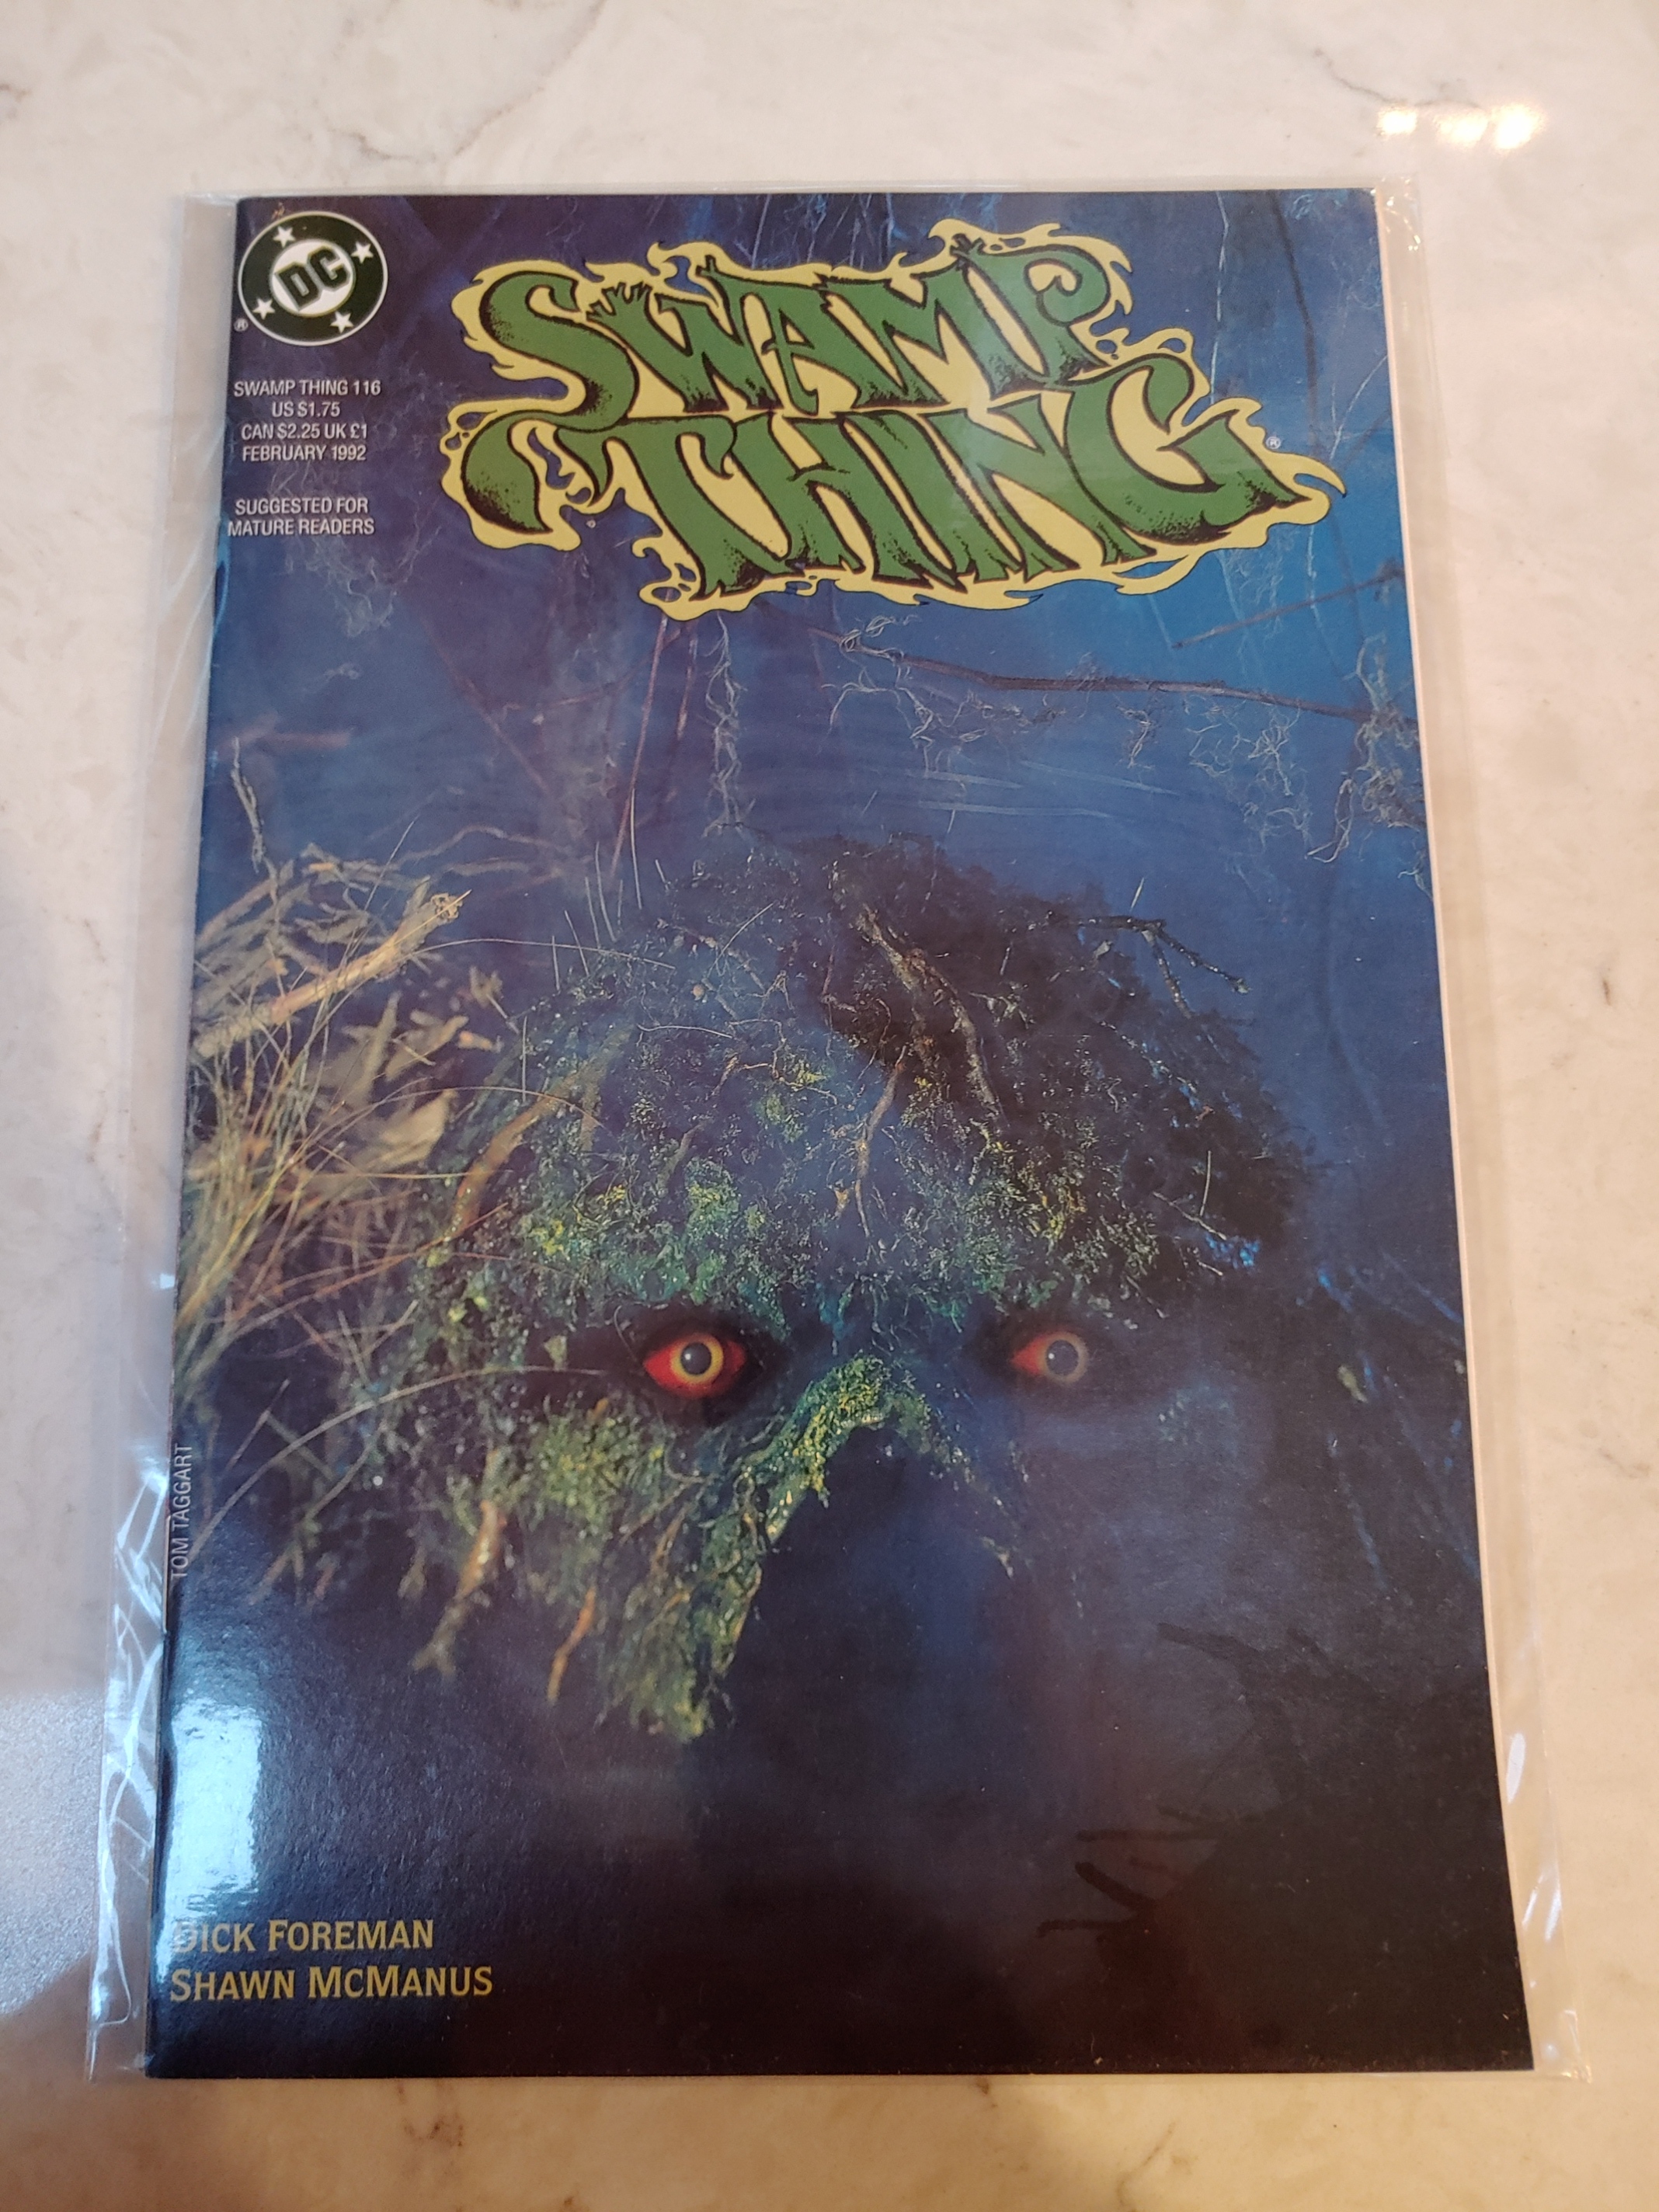 DC
®
SWAMP
THING
®
SWAMP THING 116
US $1.75
CAN $2.25 UK £1
FEBRUARY 1992
SUGGESTED FOR
MATURE READERS
TOM TAGGART
DICK FOREMAN
SHAWN MCMANUS